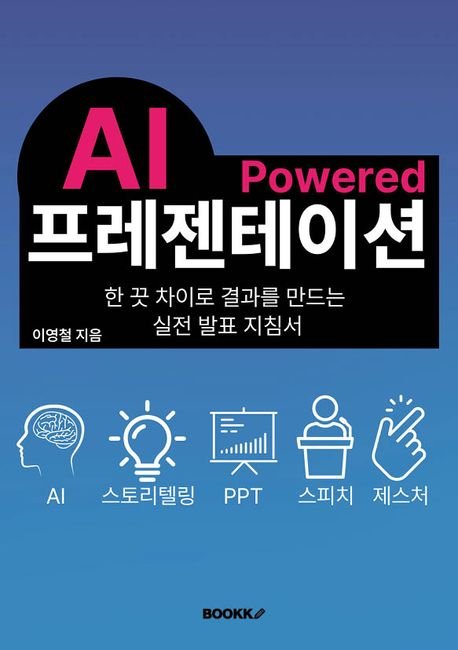 AI
Powered
프레젠테이션
한 끗 차이로 결과를 만드는
실전 발표 지침서
이영철 지음
AI
스토리텔링
PPT
스피치
제스처
BOOKK